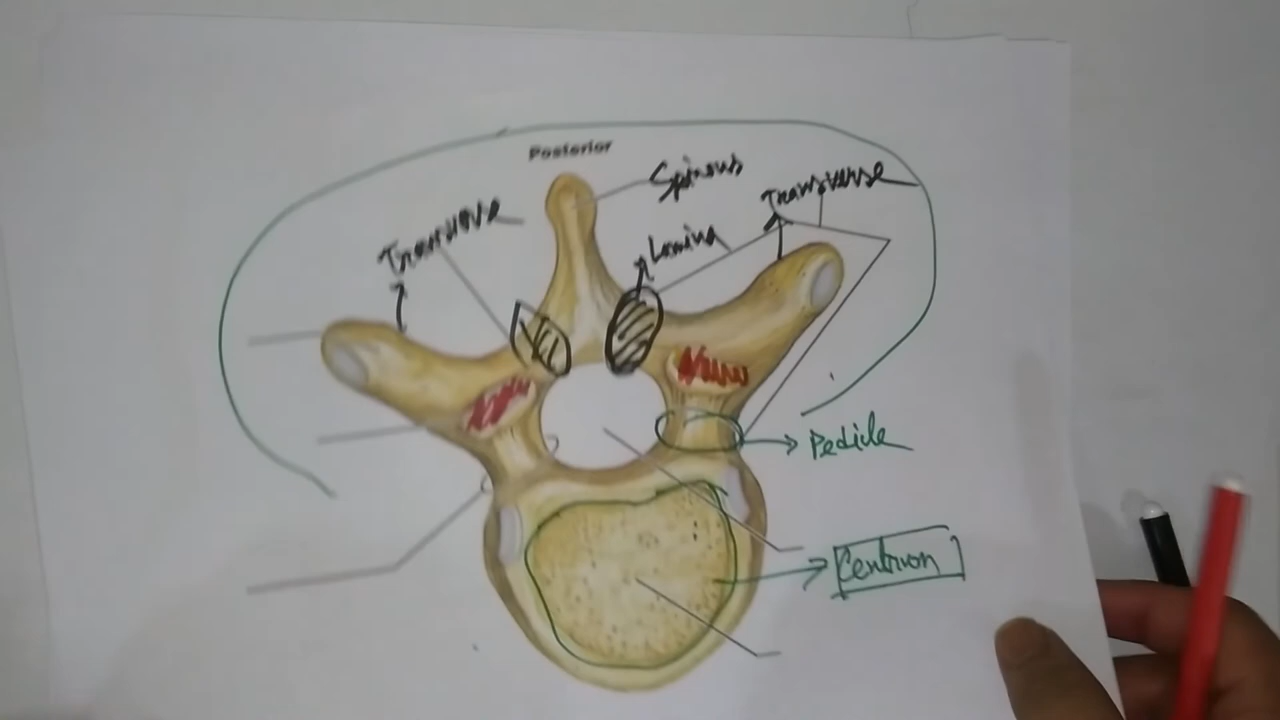 Posterior
Spinous
Transverse
Transverse
Lamina
Pedicle
Centrum